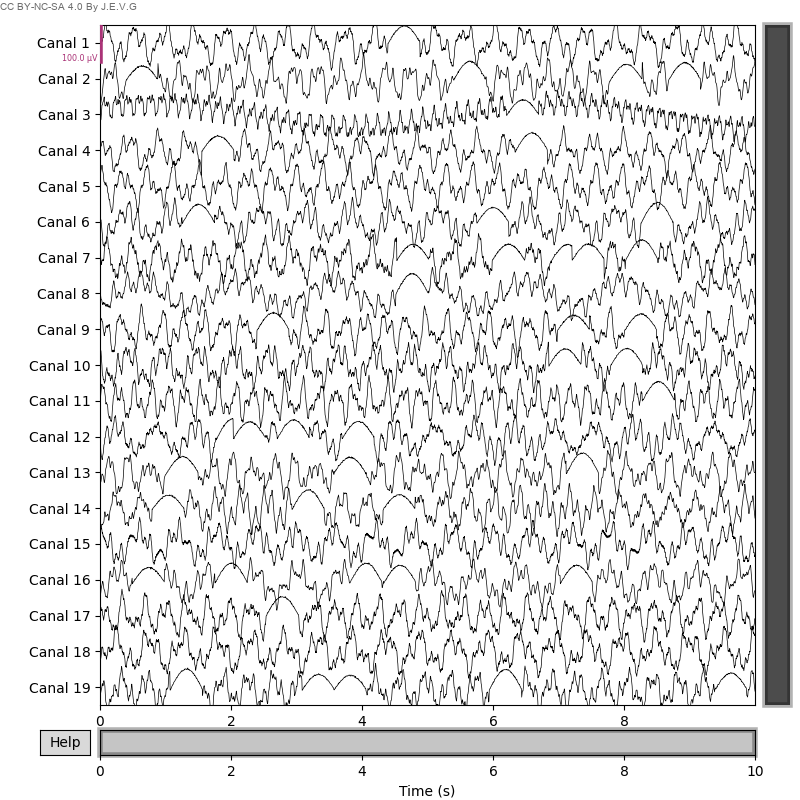 CC BY-NC-SA 4.0 By J.E.V.G
Canal 1
100.0 µV
Canal 2
Canal 3
Canal 4
Canal 5
Canal 6
Canal 7
Canal 8
Canal 9
Canal 10
Canal 11
Canal 12
Canal 13
Canal 14
Canal 15
Canal 16
Canal 17
Canal 18
Canal 19
0 2 4 6 8
Help
0 2 4 6 8 10
Time (s)